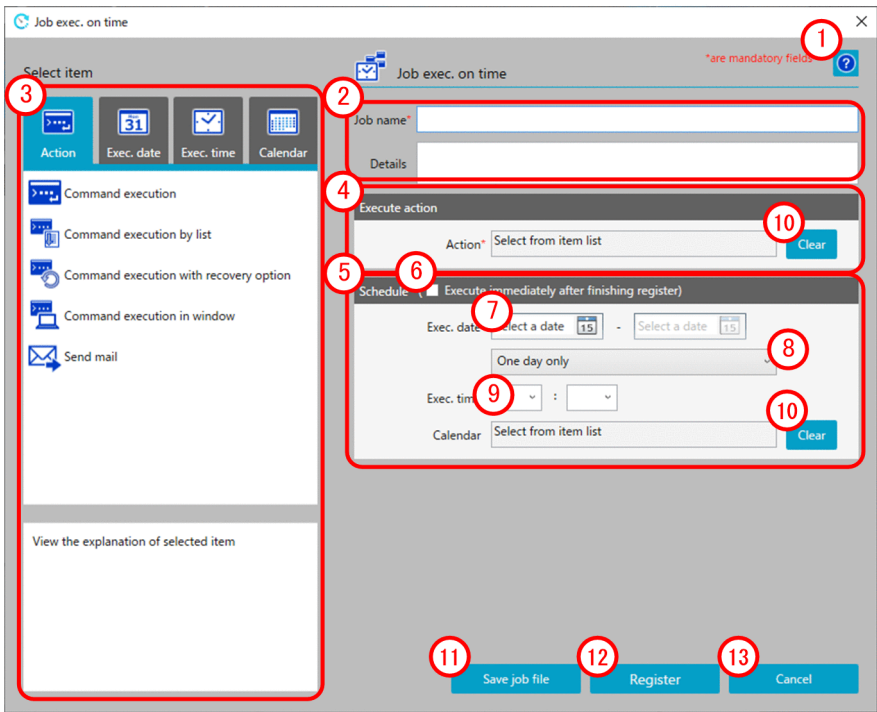 Job exec. on time
Select item
Job exec. on time
*are mandatory fields
1
?
3
Action
31
Exec. date
Exec. time
Calendar
Command execution
Command execution by list
Command execution with recovery option
Command execution in window
Send mail
View the explanation of selected item
2
Job name*
Details
4
Execute action
10
Action* Select from item list Clear
5
6
Schedule ( Execute immediately after finishing register)
7
Exec. date Select a date 15 - Select a date 15
8
One day only
9
Exec. time :
10
Calendar Select from item list Clear
11
Save job file
12
Register
13
Cancel